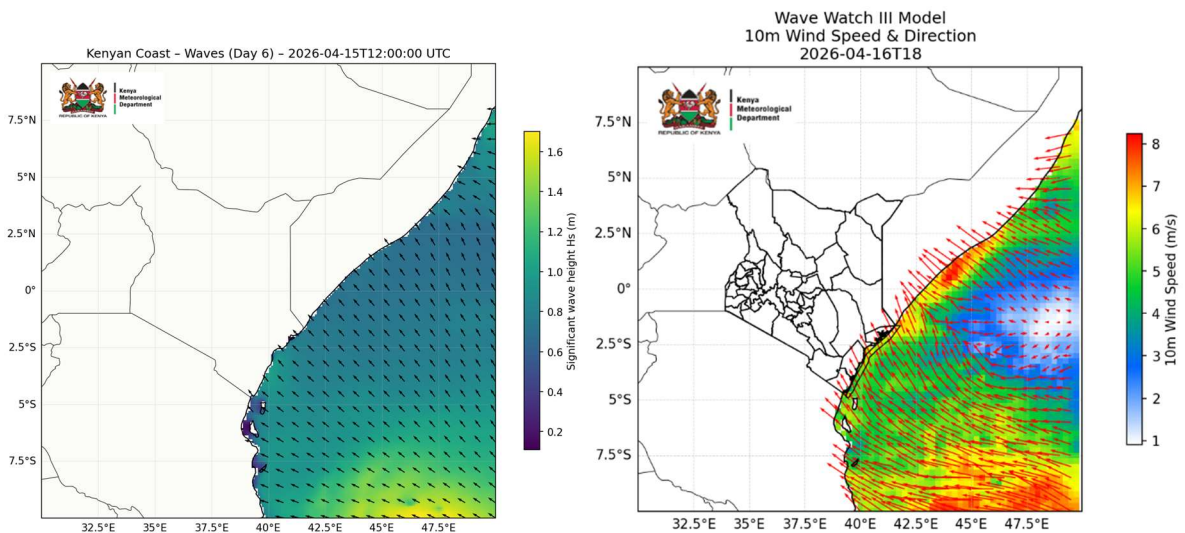 Kenyan Coast – Waves (Day 6) – 2026-04-15T12:00:00 UTC
Kenya
Meteorological
Department
REPUBLIC OF KENYA
7.5°N
5°N
2.5°N
0°
2.5°S
5°S
7.5°S
32.5°E
35°E
37.5°E
40°E
42.5°E
45°E
47.5°E
1.6
1.4
1.2
1.0
0.8
0.6
0.4
0.2
Significant wave height Hs (m)
Wave Watch III Model
10m Wind Speed & Direction
2026-04-16T18
Kenya
Meteorological
Department
REPUBLIC OF KENYA
7.5°N
5°N
2.5°N
0°
2.5°S
5°S
7.5°S
32.5°E
35°E
37.5°E
40°E
42.5°E
45°E
47.5°E
8
7
6
5
4
3
2
1
10m Wind Speed (m/s)